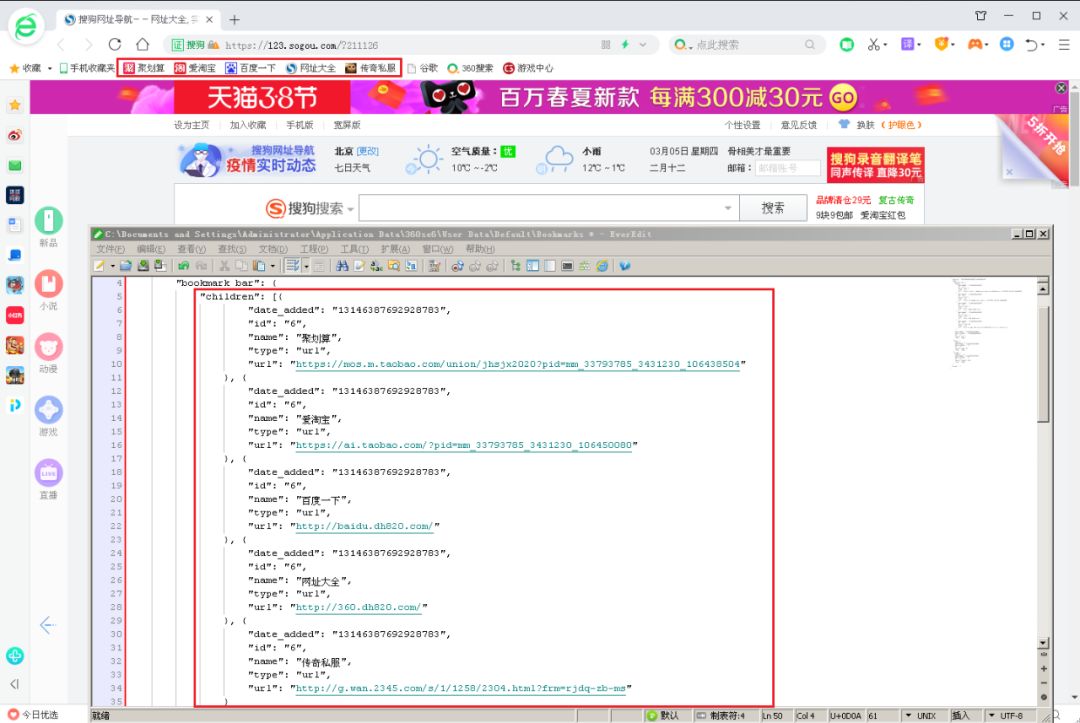 搜狗网址导航-- 网址大全,
搜狗 https://123.sogou.com/?211126
点此搜索
收藏 手机收藏夹 聚划算 爱淘宝 百度一下 网址大全 传奇私服 谷歌 360搜索 游戏中心
天猫3·8节 百万春夏新款 每满300减30元 GO
广告
设为主页 加入收藏 手机版 宽屏版 个性设置 意见反馈 换肤 (护眼色)
5折开抢
搜狗网址导航
疫情实时动态
北京 [更改]
七日天气
空气质量: 优
10℃ ~-2℃
小雨
12℃ ~ 1℃
03月05日 星期四
二月十二
骨相美才最重要
邮箱: 邮箱帐号
搜狗录音翻译笔
同声传译 直降30元
搜狗搜索
搜索
品牌清仓29元 复古传奇
9块9包邮 爱淘宝红包
新品
小说
动漫
游戏
LIVE
直播
今日优选
C:\Documents and Settings\Administrator\Application Data\360se6\User Data\Default\Bookmarks * - EverEdit
文件(F) 编辑(E) 查看(V) 查找(S) 文档(D) 工程(P) 工具(T) 扩展(A) 窗口(W) 帮助(H)
4 "bookmark_bar": {
5 "children": [{
6 "date_added": "13146387692928783",
7 "id": "6",
8 "name": "聚划算",
9 "type": "url",
10 "url": "https://mos.m.taobao.com/union/jhsjx2020?pid=mm_33793785_3431230_106438504"
11 }, {
12 "date_added": "13146387692928783",
13 "id": "6",
14 "name": "爱淘宝",
15 "type": "url",
16 "url": "https://ai.taobao.com/?pid=mm_33793785_3431230_106450080"
17 }, {
18 "date_added": "13146387692928783",
19 "id": "6",
20 "name": "百度一下",
21 "type": "url",
22 "url": "http://baidu.dh820.com/"
23 }, {
24 "date_added": "13146387692928783",
25 "id": "6",
26 "name": "网址大全",
27 "type": "url",
28 "url": "http://360.dh820.com/"
29 }, {
30 "date_added": "13146387692928783",
31 "id": "6",
32 "name": "传奇私服",
33 "type": "url",
34 "url": "http://g.wan.2345.com/s/1/1258/2304.html?frm=rjdq-zb-ms"
35 }
就绪 默认 制表符:4 Ln 50 Col 4 U+0D0A 61 UNIX 插入 UTF-8